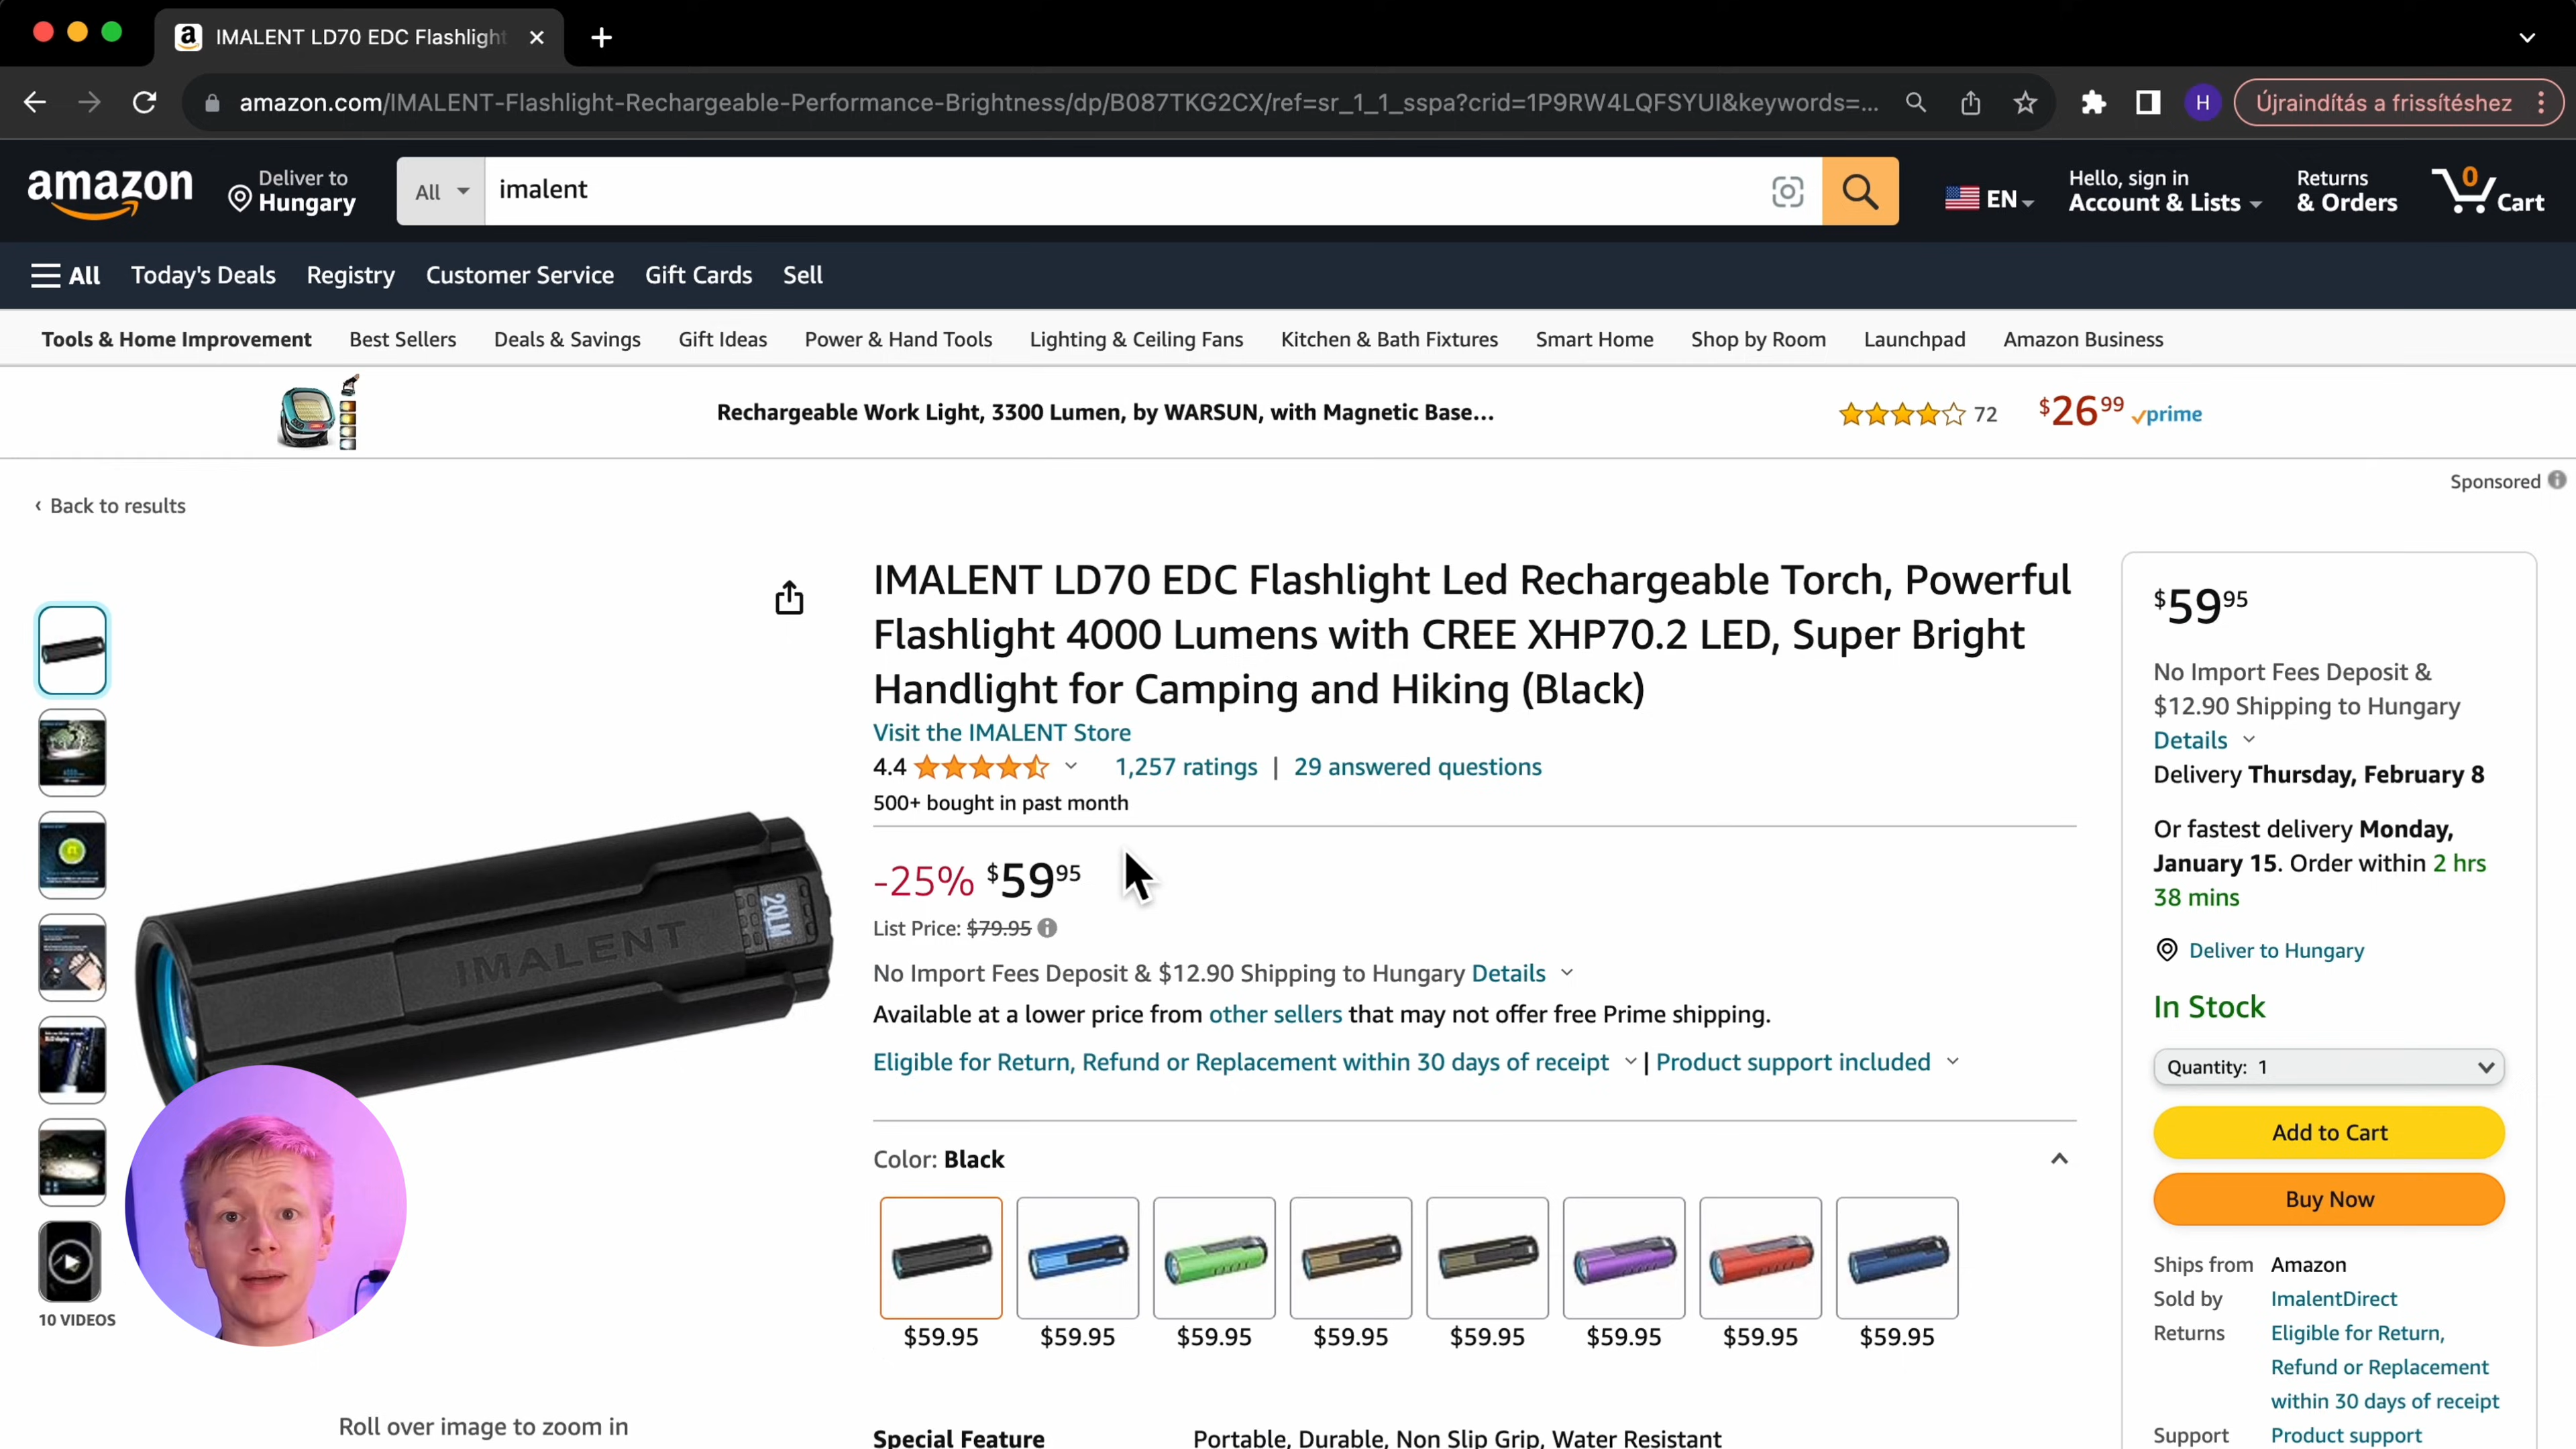 IMALENT LD70 EDC Flashlight
amazon.com/IMALENT-Flashlight-Rechargeable-Performance-Brightness/dp/B087TKG2CX/ref=sr_1_1_sspa?crid=1P9RW4LQFSYUI&keywords=...
H
Újraindítás a frissítéshez
amazon
Deliver to
Hungary
All
imalent
EN
Hello, sign in
Account & Lists
Returns
& Orders
0
Cart
All Today's Deals Registry Customer Service Gift Cards Sell
Tools & Home Improvement Best Sellers Deals & Savings Gift Ideas Power & Hand Tools Lighting & Ceiling Fans Kitchen & Bath Fixtures Smart Home Shop by Room Launchpad Amazon Business
Rechargeable Work Light, 3300 Lumen, by WARSUN, with Magnetic Base...
72
$26 99 prime
Sponsored
‹ Back to results
IMALENT LD70 EDC Flashlight Led Rechargeable Torch, Powerful
Flashlight 4000 Lumens with CREE XHP70.2 LED, Super Bright
Handlight for Camping and Hiking (Black)
Visit the IMALENT Store
4.4 1,257 ratings | 29 answered questions
500+ bought in past month
-25% $59 95
List Price: $79.95
No Import Fees Deposit & $12.90 Shipping to Hungary Details
Available at a lower price from other sellers that may not offer free Prime shipping.
Eligible for Return, Refund or Replacement within 30 days of receipt | Product support included
Color: Black
$59.95 $59.95 $59.95 $59.95 $59.95 $59.95 $59.95 $59.95
Special Feature Portable, Durable, Non Slip Grip, Water Resistant
IMALENT
20LM
10 VIDEOS
Roll over image to zoom in
$59 95
No Import Fees Deposit &
$12.90 Shipping to Hungary
Details
Delivery Thursday, February 8
Or fastest delivery Monday,
January 15. Order within 2 hrs
38 mins
Deliver to Hungary
In Stock
Quantity: 1
Add to Cart
Buy Now
Ships from Amazon
Sold by ImalentDirect
Returns Eligible for Return,
Refund or Replacement
within 30 days of receipt
Support Product support